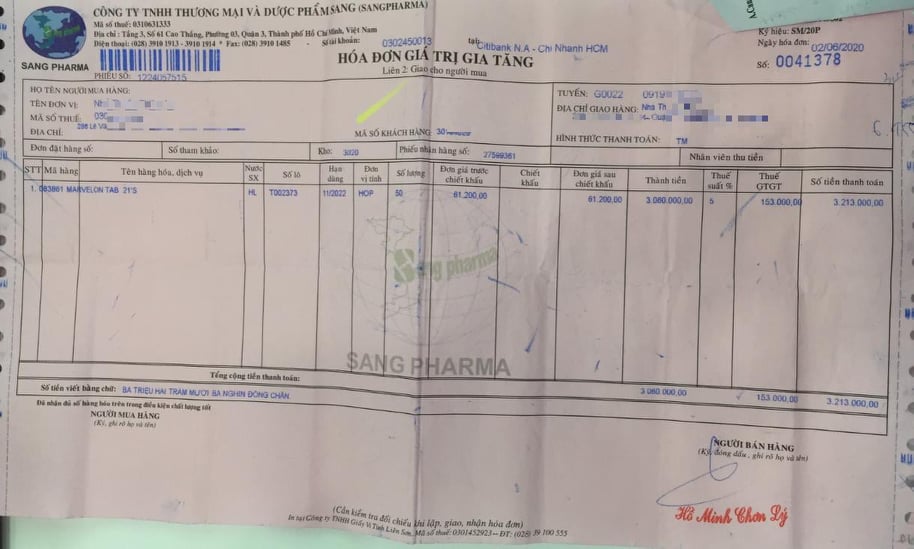 CÔNG TY TNHH THƯƠNG MẠI VÀ DƯỢC PHẨM SANG (SANGPHARMA)
Mã số thuế: 0310631333
Địa chỉ: Tầng 3, Số 61 Cao Thắng, Phường 03, Quận 3, Thành phố Hồ Chí Minh, Việt Nam
Điện thoại: (028) 3910 1913 - 3910 1914 * Fax: (028) 3910 1485 - Số tài khoản: 0302450013 tại: Citibank N.A - Chi Nhanh HCM
Ký hiệu: SM/20P
Ngày hóa đơn: 02/06/2020
Số: 0041378
SANG PHARMA
PHIẾU SỐ: 1224057515
HÓA ĐƠN GIÁ TRỊ GIA TĂNG
Liên 2: Giao cho người mua
HỌ TÊN NGƯỜI MUA HÀNG:
TÊN ĐƠN VỊ: Nh
MÃ SỐ THUẾ: 030
ĐỊA CHỈ: 286 Lê Vă
MÃ SỐ KHÁCH HÀNG: 30
TUYẾN: G0022 0919
ĐỊA CHỈ GIAO HÀNG: Nha Th
HÌNH THỨC THANH TOÁN: TM
Đơn đặt hàng số: Số tham khảo: Kho: 3020 Phiếu nhận hàng số: 27599361 Nhân viên thu tiền
STT Mã hàng Tên hàng hóa, dịch vụ Nước SX Số lô Hạn dùng Đơn vị tính Số lượng Đơn giá trước chiết khấu Chiết khấu Đơn giá sau chiết khấu Thành tiền Thuế suất % Thuế GTGT Số tiền thanh toán
1. 083861 MARVELON TAB 21'S HL T002373 11/2022 HOP 50 61.200,00 61.200,00 3.060.000,00 5 153.000,00 3.213.000,00
Sang pharma
SANG PHARMA
Tổng cộng tiền thanh toán: 3.060.000,00 153.000,00 3.213.000,00
Số tiền viết bằng chữ: BA TRIỆU HAI TRĂM MƯỜI BA NGHÌN ĐỒNG CHẴN.
Đã nhận đủ số hàng hóa trên trong điều kiện chất lượng tốt
NGƯỜI MUA HÀNG
(Ký, ghi rõ họ và tên)
NGƯỜI BÁN HÀNG
(Ký, đóng dấu, ghi rõ họ và tên)
Hồ Minh Chơn Lý
(Cần kiểm tra đối chiếu khi lập, giao, nhận hóa đơn)
In tại Công ty TNHH Giấy Vi Tính Liên Sơn. Mã số thuế: 0301452923 -- ĐT: (028) 39 100 555